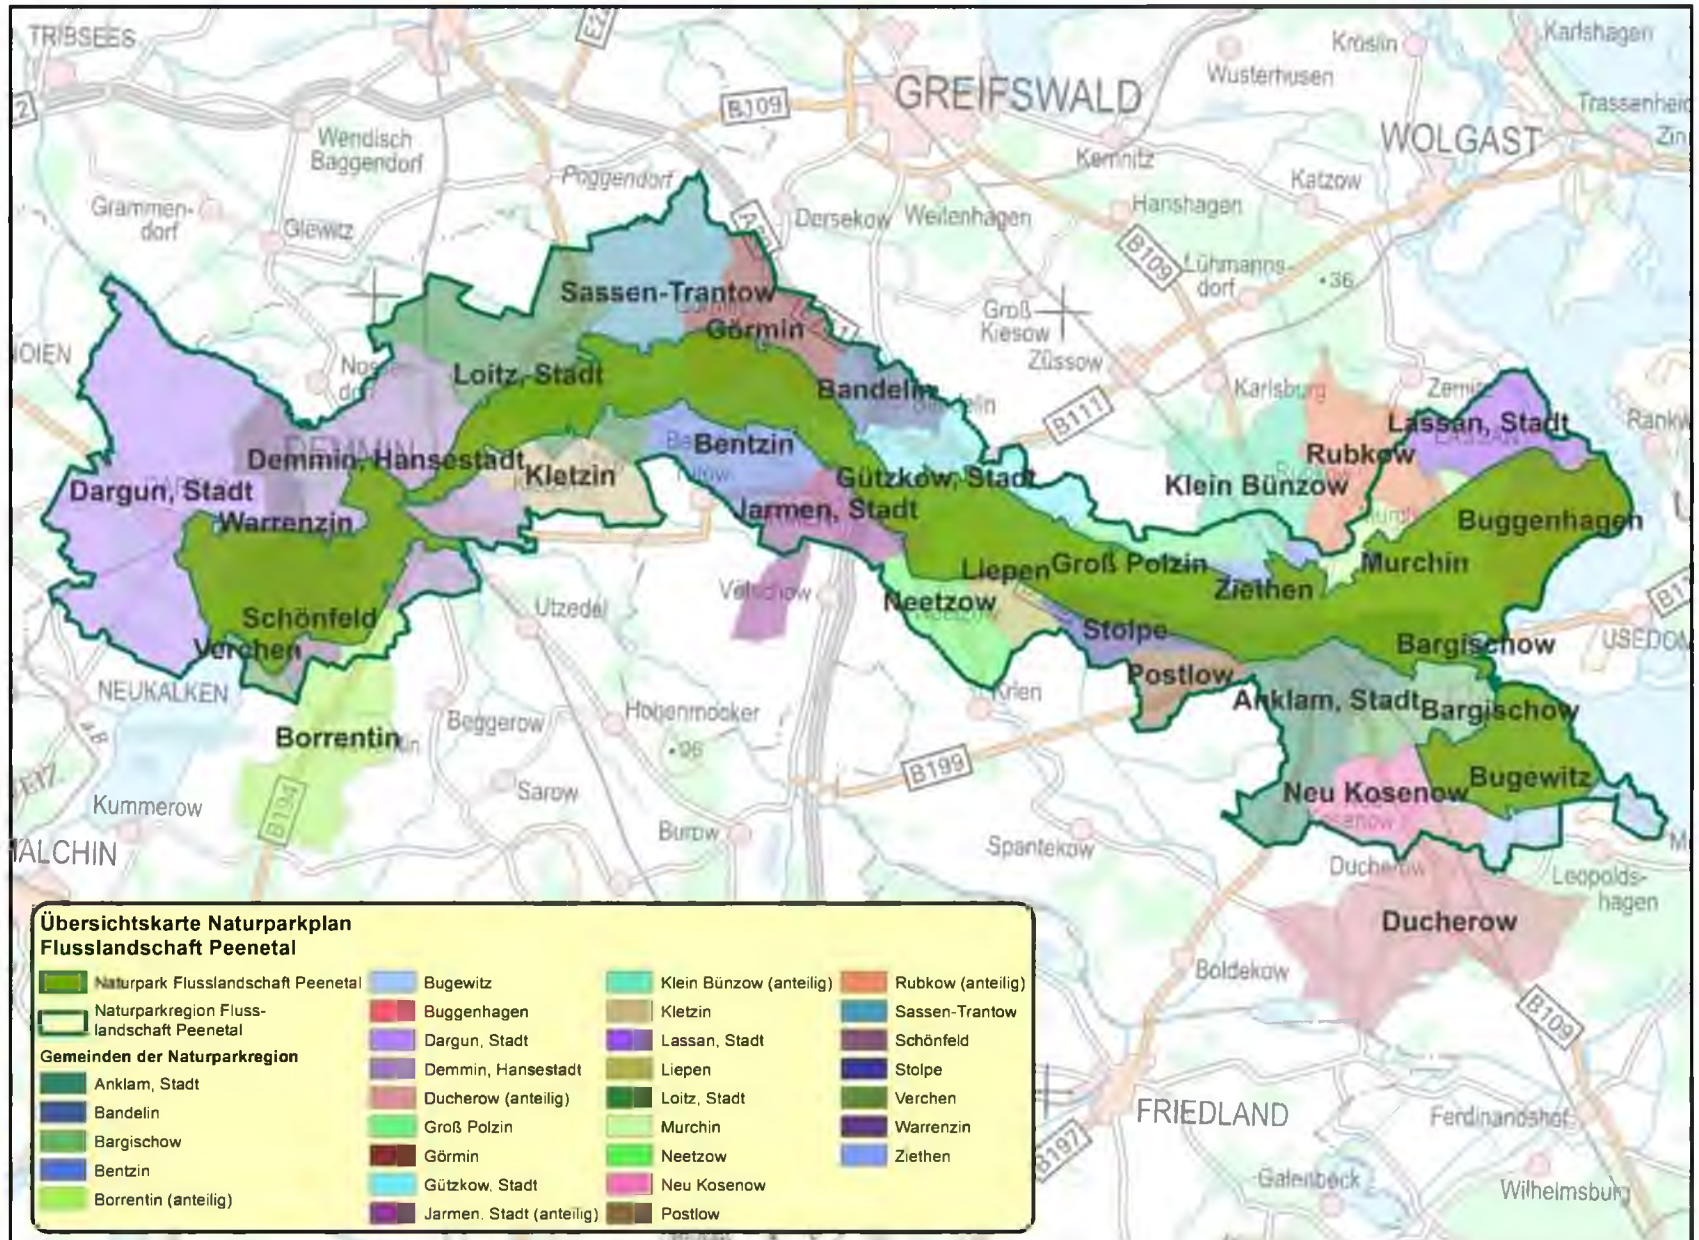 TRIBSEES
E22
Karlshagen
Kröslin
Wusterhusen
GREIFSWALD
B109
Trassenheid
WOLGAST
Wendisch
Baggendorf
Kemnitz
Poggendorf
Katzow
Grammen-
dorf
Glewitz
Dersekow
Weitenhagen
Hanshagen
B109
Lühmanns-
dorf
36
Sassen-Trantow
Groß
Kiesow
Görmin
Züssow
Loitz, Stadt
Bandelin
Karlsburg
B111
Lassan, Stadt
Bentzin
Rubkow
Demmin, Hansestadt
Kletzin
Gützkow, Stadt
Klein Bünzow
Dargun, Stadt
Warrenzin
Jarmen, Stadt
Buggenhagen
Liepen
Groß Polzin
Murchin
Ziethen
Neetzow
Völschow
Utzedel
Schönfeld
Stolpe
Verchen
Bargischow
USEDOM
Postlow
NEUKALKEN
Krien
Anklam, Stadt
Bargischow
Beggerow
Hohenmocker
Borrentin
96
B199
Bugewitz
Neu Kosenow
Sarow
Kummerow
B194
Burow
Spantekow
Ducherow
Leopolds-
hagen
Ducherow
Boldekow
B109
FRIEDLAND
Ferdinandshof
B197
Galenbeck
Wilhelmsburg
Übersichtskarte Naturparkplan
Flusslandschaft Peenetal
Naturpark Flusslandschaft Peenetal
Naturparkregion Fluss-
landschaft Peenetal
Gemeinden der Naturparkregion
Anklam, Stadt
Bandelin
Bargischow
Bentzin
Borrentin (anteilig)
Bugewitz
Buggenhagen
Dargun, Stadt
Demmin, Hansestadt
Ducherow (anteilig)
Groß Polzin
Görmin
Gützkow, Stadt
Jarmen, Stadt (anteilig)
Klein Bünzow (anteilig)
Kletzin
Lassan, Stadt
Liepen
Loitz, Stadt
Murchin
Neetzow
Neu Kosenow
Postlow
Rubkow (anteilig)
Sassen-Trantow
Schönfeld
Stolpe
Verchen
Warrenzin
Ziethen